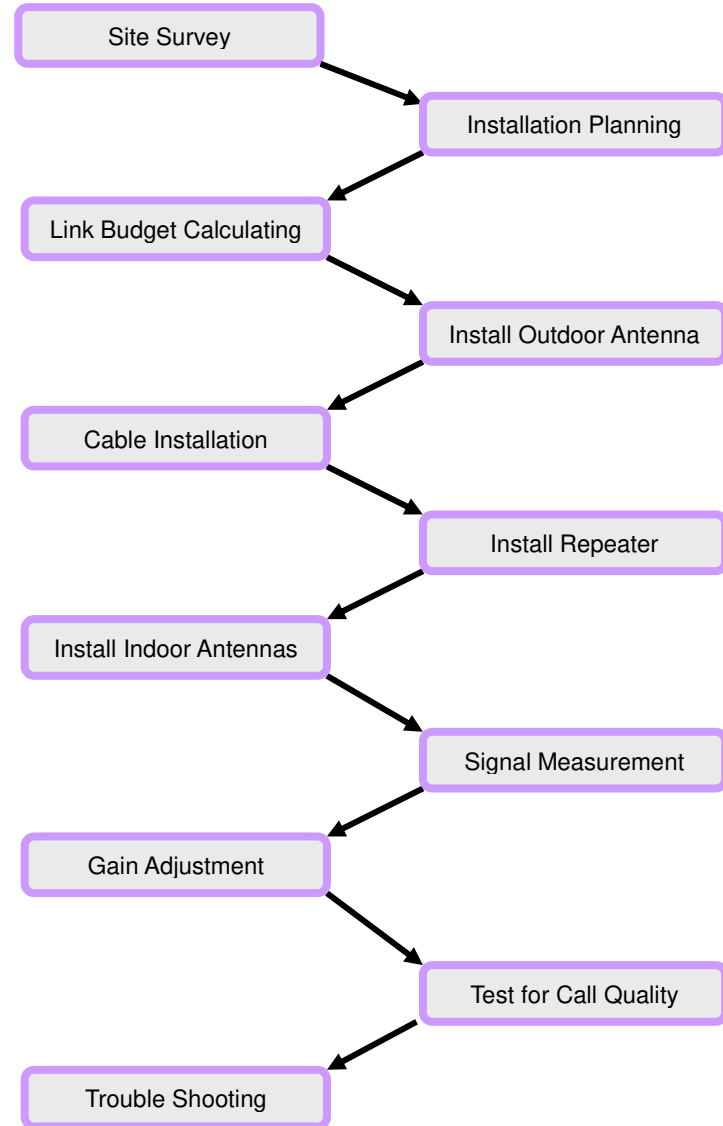 Site Survey
Installation Planning
Link Budget Calculating
Install Outdoor Antenna
Cable Installation
Install Repeater
Install Indoor Antennas
Signal Measurement
Gain Adjustment
Test for Call Quality
Trouble Shooting